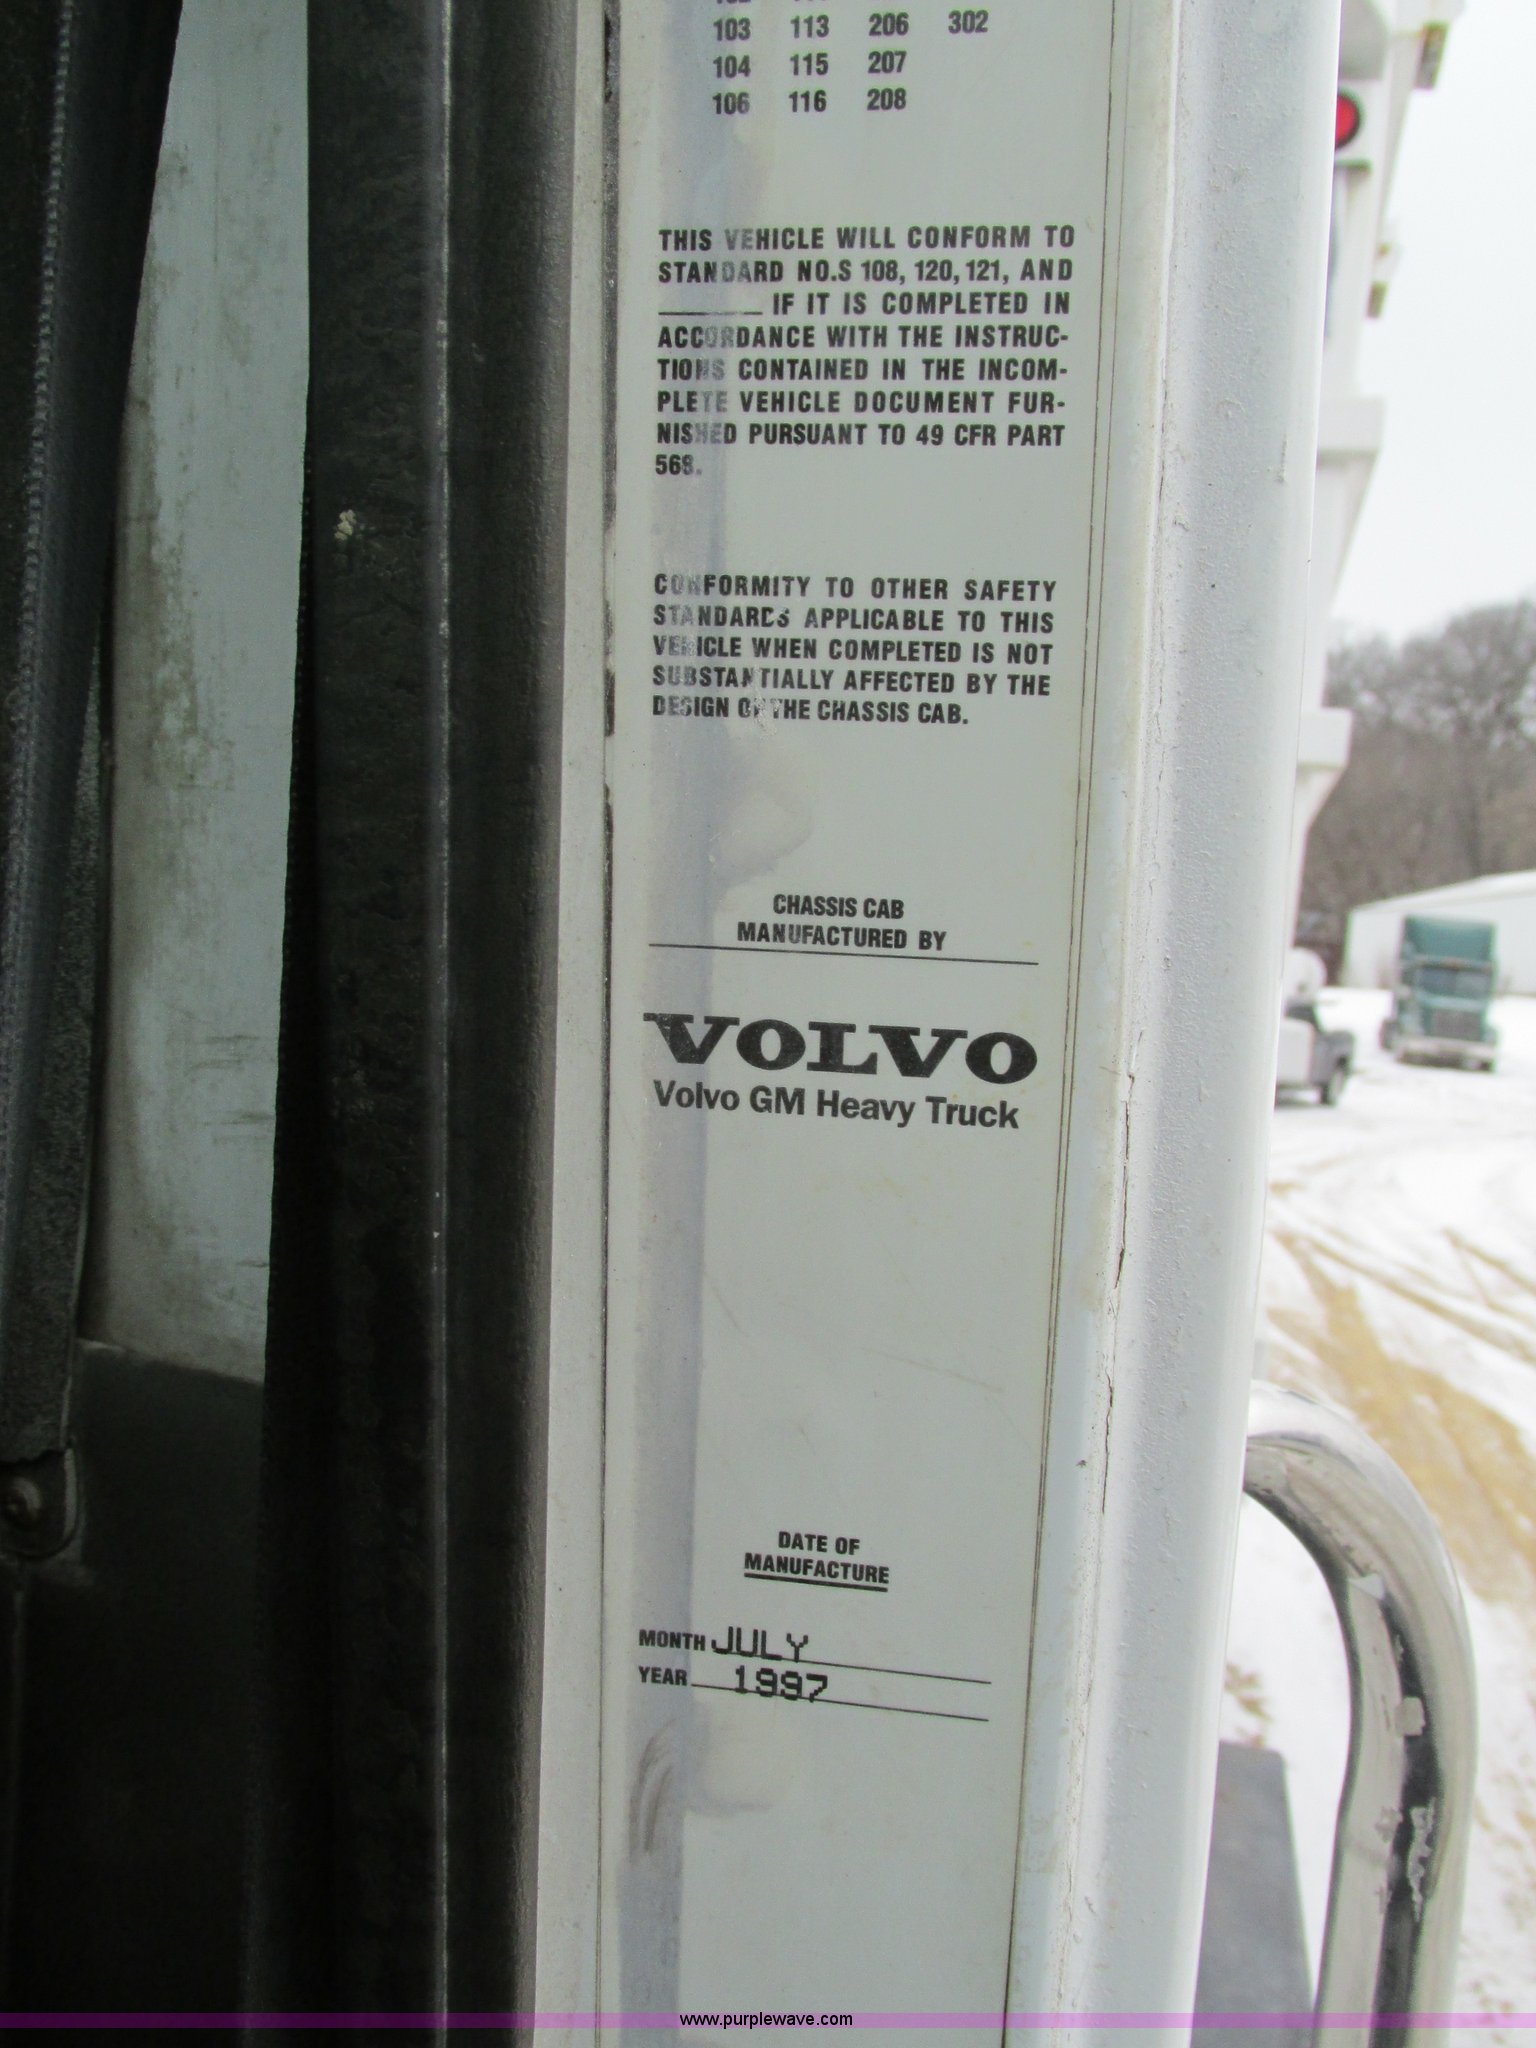 103 113 206 302
104 115 207
106 116 208
THIS VEHICLE WILL CONFORM TO
STANDARD NO.S 108, 120, 121, AND
______ IF IT IS COMPLETED IN
ACCORDANCE WITH THE INSTRUC-
TIONS CONTAINED IN THE INCOM-
PLETE VEHICLE DOCUMENT FUR-
NISHED PURSUANT TO 49 CFR PART
568.
CONFORMITY TO OTHER SAFETY
STANDARDS APPLICABLE TO THIS
VEHICLE WHEN COMPLETED IS NOT
SUBSTANTIALLY AFFECTED BY THE
DESIGN OF THE CHASSIS CAB.
CHASSIS CAB
MANUFACTURED BY
VOLVO
Volvo GM Heavy Truck
DATE OF
MANUFACTURE
MONTH JULY
YEAR 1997
www.purplewave.com